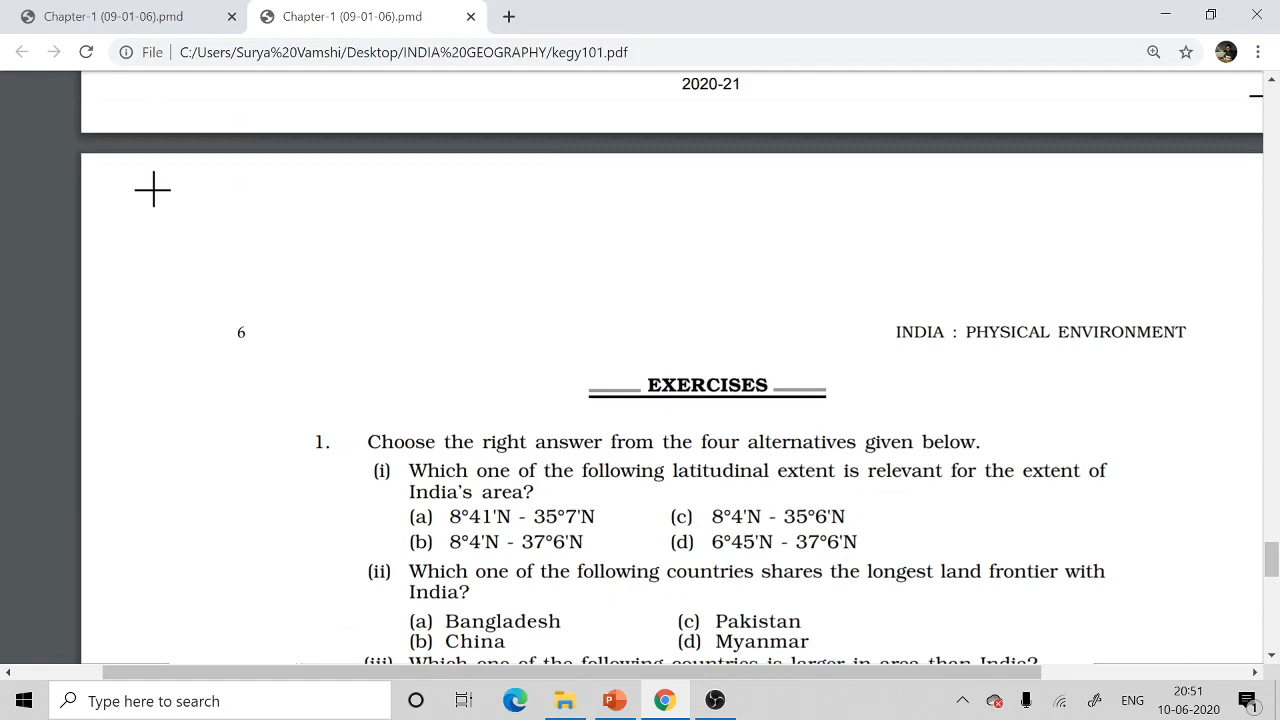 Chapter-1 (09-01-06).pmd
Chapter-1 (09-01-06).pmd
File C:/Users/Surya%20Vamshi/Desktop/INDIA%20GEOGRAPHY/kegy101.pdf
2020-21
6 INDIA : PHYSICAL ENVIRONMENT
EXERCISES
1. Choose the right answer from the four alternatives given below.
(i) Which one of the following latitudinal extent is relevant for the extent of
India's area?
(a) 8°41'N - 35°7'N (c) 8°4'N - 35°6'N
(b) 8°4'N - 37°6'N (d) 6°45'N - 37°6'N
(ii) Which one of the following countries shares the longest land frontier with
India?
(a) Bangladesh (c) Pakistan
(b) China (d) Myanmar
(iii) Which one of the following countries is larger in area than India?
Type here to search
ENG
20:51
10-06-2020
1